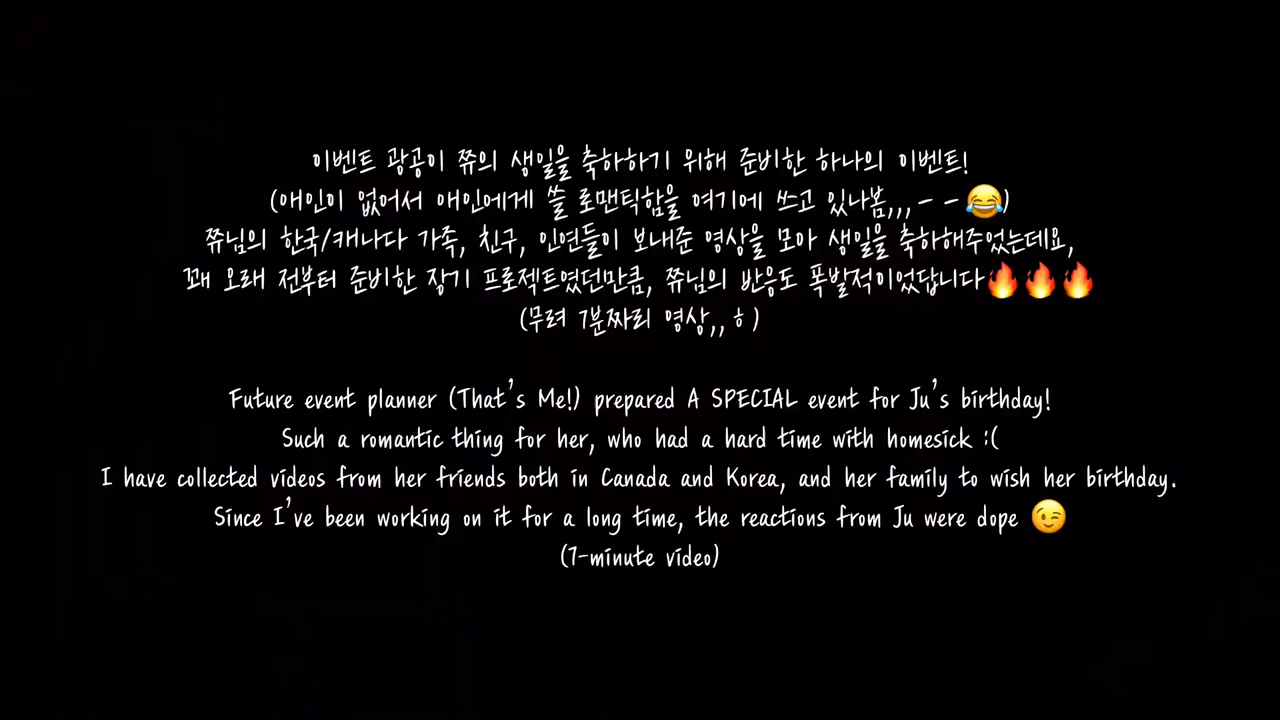 이벤트 광공이 쮸의 생일을 축하하기 위해 준비한 하나의 이벤트!
(애인이 없어서 애인에게 쓸 로맨틱함을 여기에 쓰고 있나봄,,,--😂)
쮸님의 한국/캐나다 가족, 친구, 인연들이 보내준 영상을 모아 생일을 축하해주었는데요,
꽤 오래 전부터 준비한 장기 프로젝트였던만큼, 쮸님의 반응도 폭발적이었답니다🔥🔥🔥
(무려 7분짜리 영상,,ㅎ)
Future event planner (That's Me!) prepared A SPECIAL event for Ju's birthday!
Such a romantic thing for her, who had a hard time with homesick :(
I have collected videos from her friends both in Canada and Korea, and her family to wish her birthday.
Since I've been working on it for a long time, the reactions from Ju were dope 😉
(7-minute video)